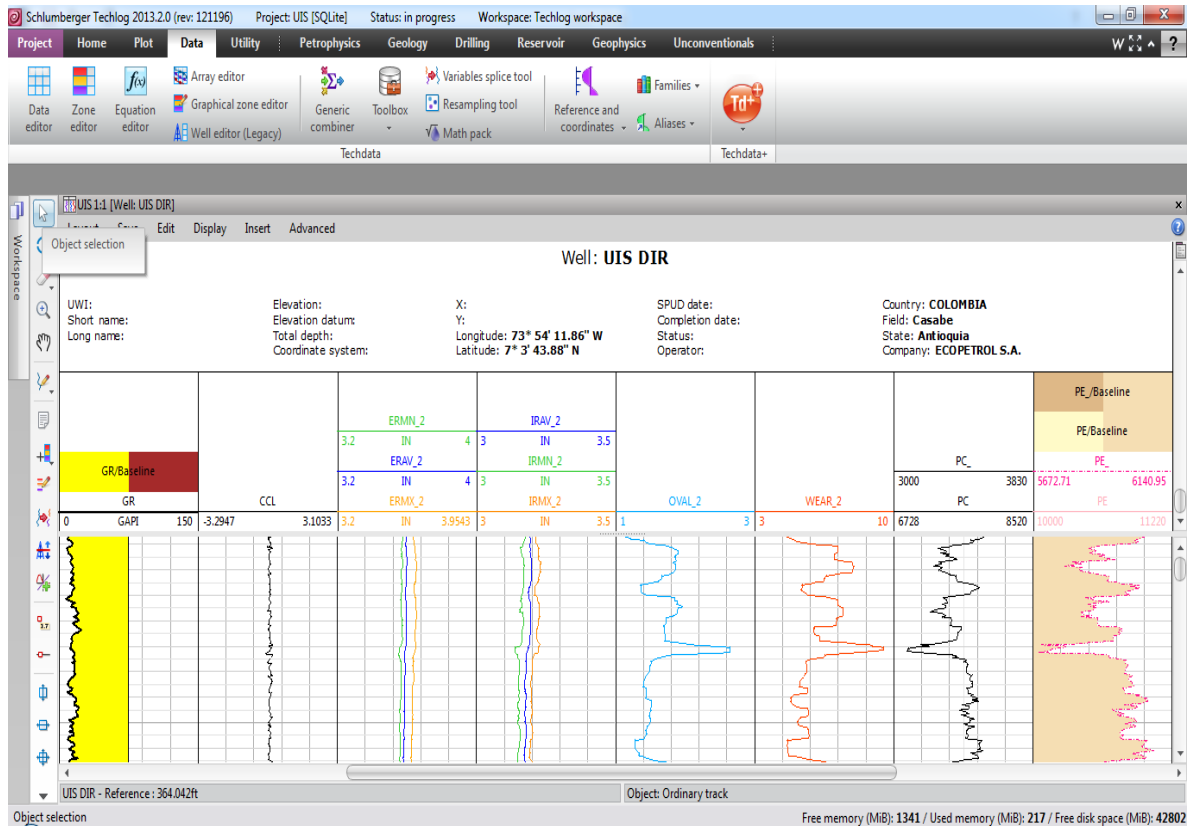 Schlumberger Techlog 2013.2.0 (rev: 121196) Project: UIS [SQLite] Status: in progress Workspace: Techlog workspace
Project Home Plot Data Utility Petrophysics Geology Drilling Reservoir Geophysics Unconventionals W ?
Data editor
Zone editor
f(x) Equation editor
Array editor
Graphical zone editor
Well editor (Legacy)
Generic combiner
Toolbox
Variables splice tool
Resampling tool
Math pack
Reference and coordinates
Families
Aliases
Td+
Techdata Techdata+
Workspace
UIS 1:1 [Well: UIS DIR] x
Edit Display Insert Advanced
Object selection
Well: UIS DIR
UWI: Elevation: X: SPUD date: Country: COLOMBIA
Short name: Elevation datum: Y: Completion date: Field: Casabe
Long name: Total depth: Longitude: 73* 54' 11.86" W Status: State: Antioquia
Coordinate system: Latitude: 7* 3' 43.88" N Operator: Company: ECOPETROL S.A.
PE_/Baseline
ERMN_2 IRAV_2
PE/Baseline
3.2 IN 4 3 IN 3.5
GR/Baseline ERAV_2 IRMN_2 PC_ PE_
3.2 IN 4 3 IN 3.5 3000 3830 5672.71 6140.95
GR CCL ERMX_2 IRMX_2 OVAL_2 WEAR_2 PC PE
0 GAPI 150 -3.2947 3.1033 3.2 IN 3.9543 3 IN 3.5 1 3 3 10 6728 8520 10000 11220
UIS DIR - Reference : 364.042ft Object: Ordinary track
Object selection Free memory (MiB): 1341 / Used memory (MiB): 217 / Free disk space (MiB): 42802